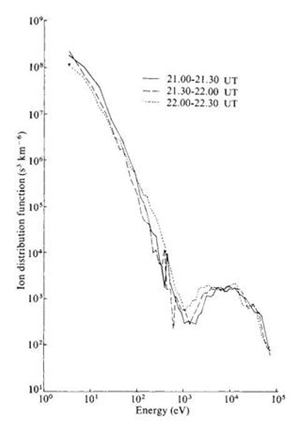 10⁹
10⁸
10⁷
10⁶
10⁵
10⁴
10³
10²
10¹
Ion distribution function (s³ km⁻⁶)
21.00-21.30 UT
21.30-22.00 UT
22.00-22.30 UT
10⁰ 10¹ 10² 10³ 10⁴ 10⁵
Energy (eV)